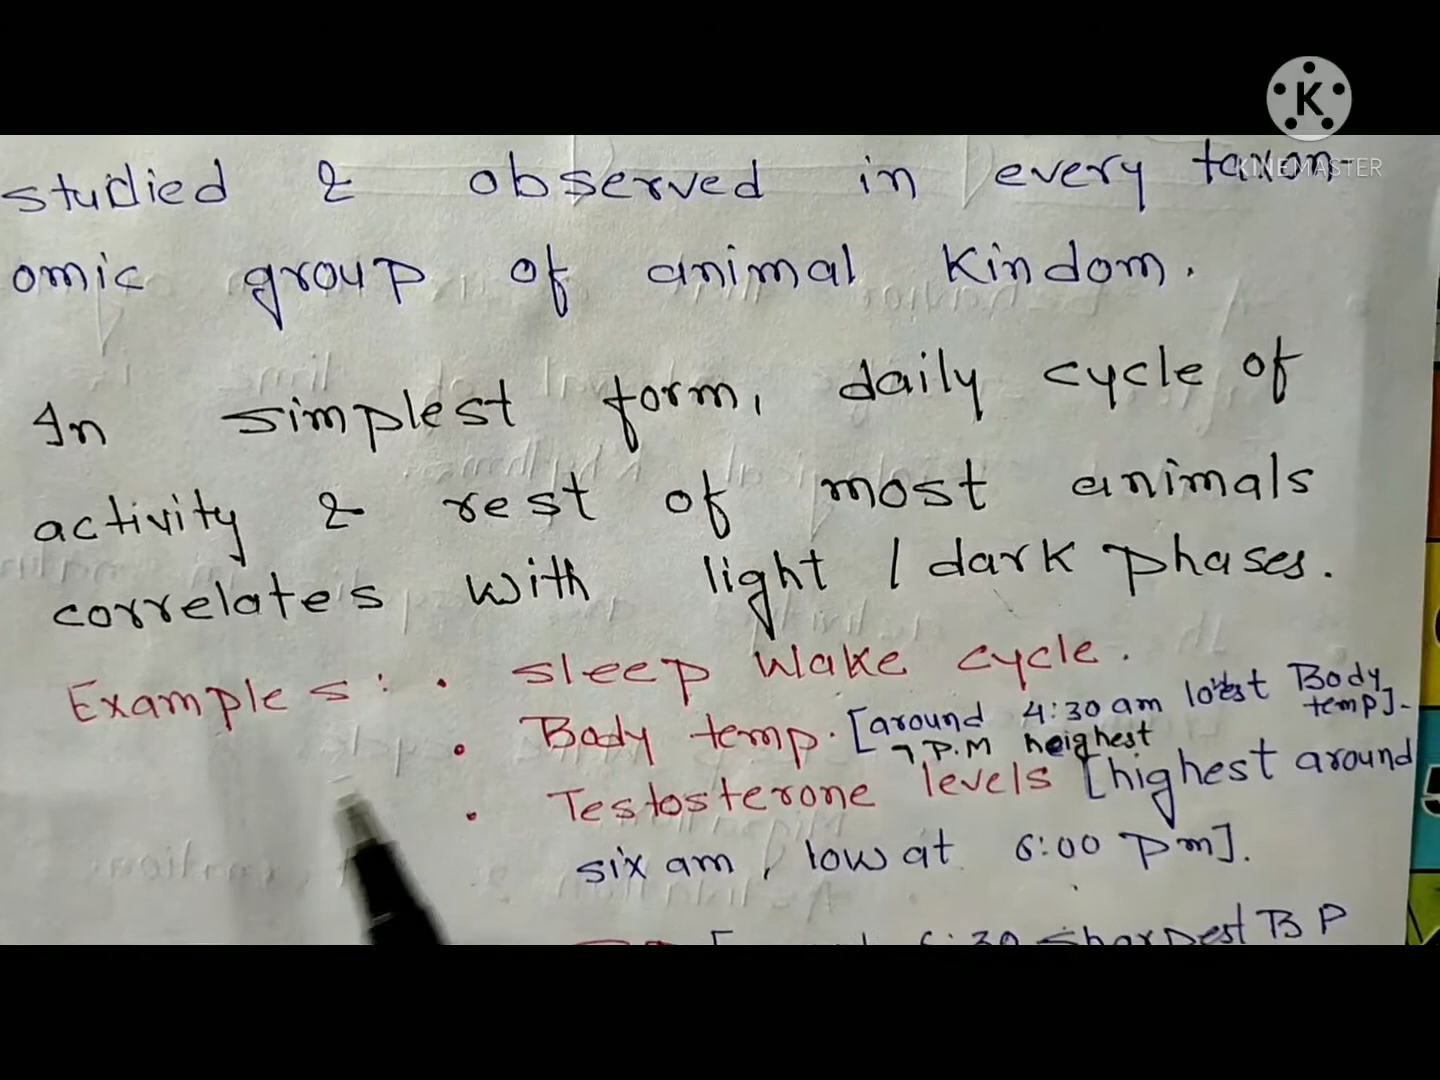 K
KINEMASTER
studied & observed in every taxon-
omic group of animal kindom.
In simplest form, daily cycle of
activity & rest of most animals
correlates with light / dark phases.
Examples: • sleep wake cycle.
• Body temp. [around 4:30 am lowest Body temp]-
7 P.M heighest
• Testosterone levels [highest around
six am, low at 6:00 pm].
sharpest BP